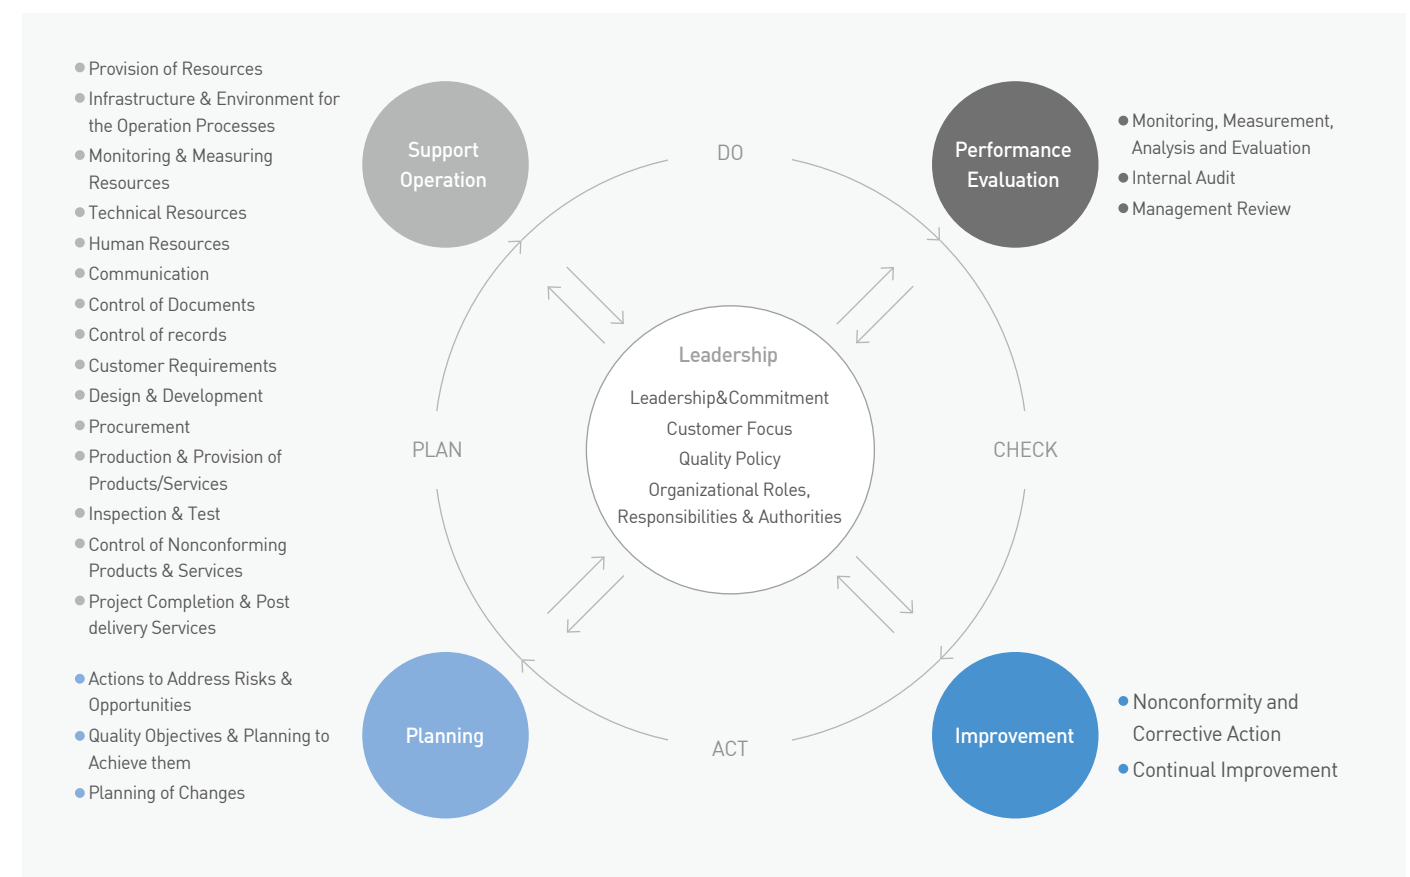 Provision of Resources
Infrastructure & Environment for
the Operation Processes
Monitoring & Measuring
Resources
Technical Resources
Human Resources
Communication
Control of Documents
Control of records
Customer Requirements
Design & Development
Procurement
Production & Provision of
Products/Services
Inspection & Test
Control of Nonconforming
Products & Services
Project Completion & Post
delivery Services
Actions to Address Risks &
Opportunities
Quality Objectives & Planning to
Achieve them
Planning of Changes
Support
Operation
Planning
DO
PLAN
CHECK
ACT
Leadership
Leadership&Commitment
Customer Focus
Quality Policy
Organizational Roles,
Responsibilities & Authorities
Performance
Evaluation
Monitoring, Measurement,
Analysis and Evaluation
Internal Audit
Management Review
Improvement
Nonconformity and
Corrective Action
Continual Improvement